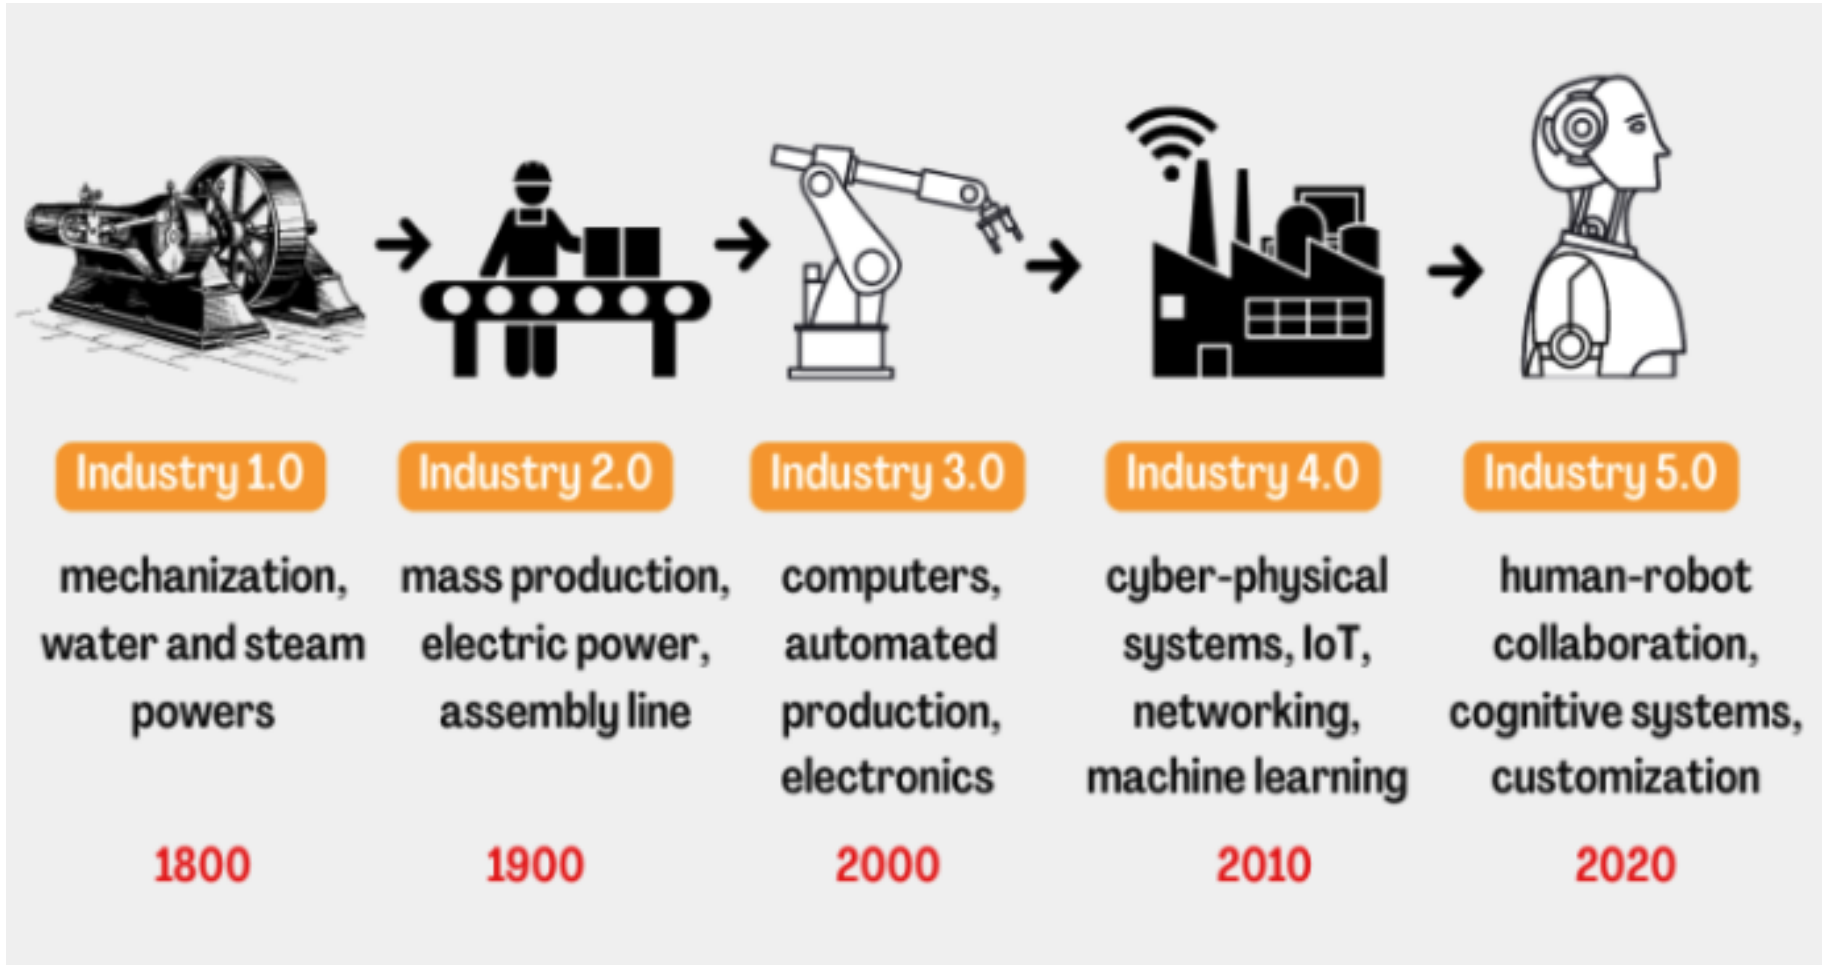 Industry 1.0
mechanization,
water and steam
powers
1800
Industry 2.0
mass production,
electric power,
assembly line
1900
Industry 3.0
computers,
automated
production,
electronics
2000
Industry 4.0
cyber-physical
systems, IoT,
networking,
machine learning
2010
Industry 5.0
human-robot
collaboration,
cognitive systems,
customization
2020